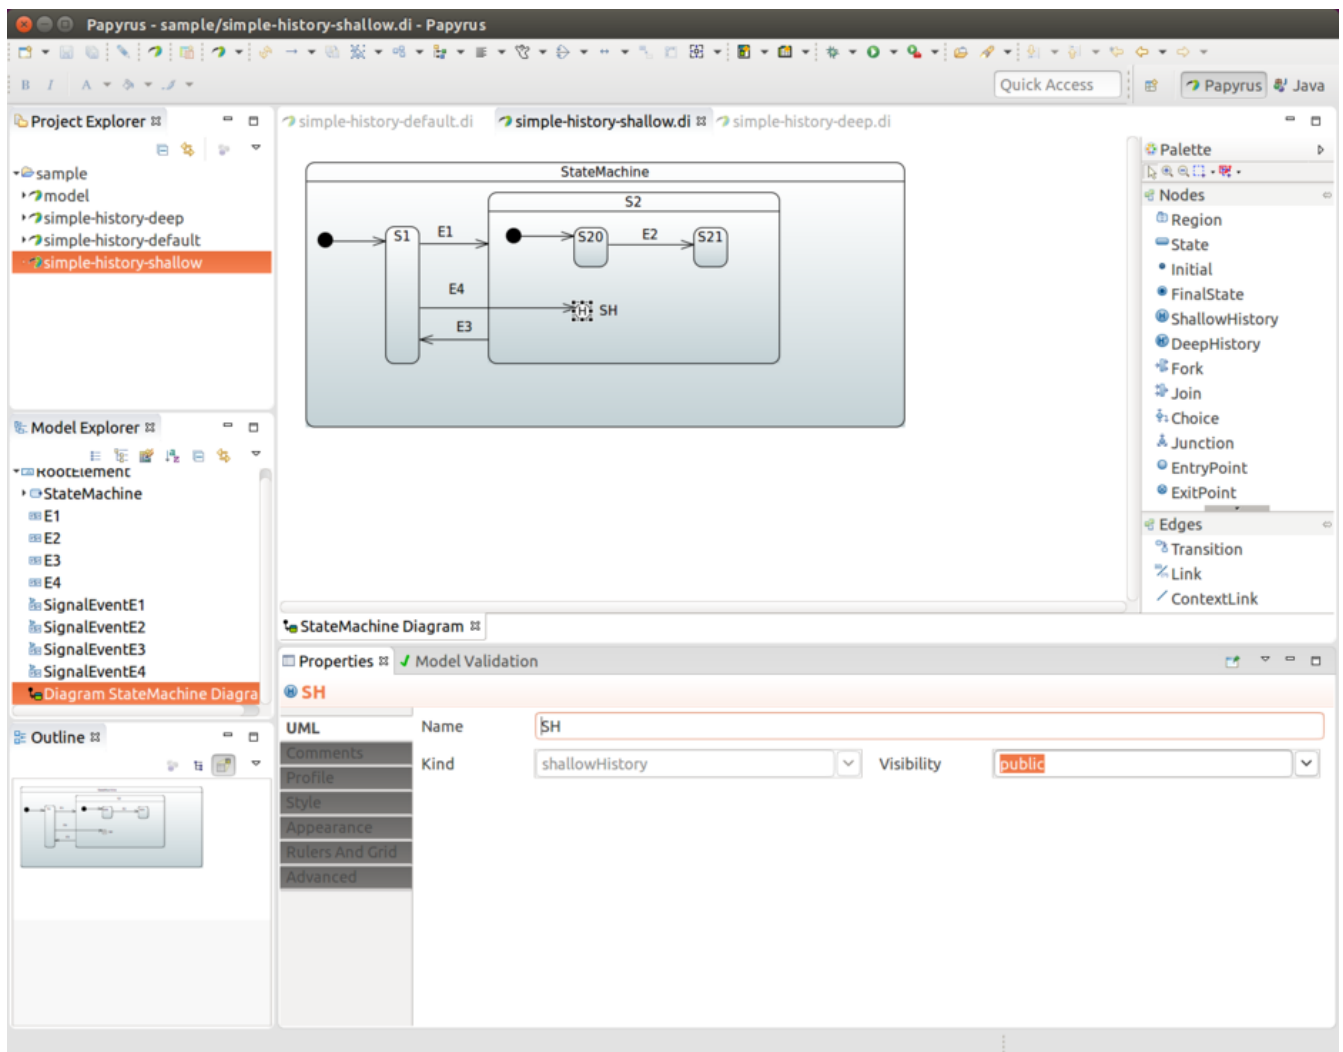 Papyrus - sample/simple-history-shallow.di - Papyrus
B I A
Quick Access
Papyrus
Java
Project Explorer
sample
model
simple-history-deep
simple-history-default
simple-history-shallow
Model Explorer
RootElement
StateMachine
E1
E2
E3
E4
SignalEventE1
SignalEventE2
SignalEventE3
SignalEventE4
Diagram StateMachine Diagra
Outline
simple-history-default.di
simple-history-shallow.di
simple-history-deep.di
StateMachine
S2
S1
E1
S20
E2
S21
E4
H
SH
E3
StateMachine Diagram
Palette
Nodes
Region
State
Initial
FinalState
ShallowHistory
DeepHistory
Fork
Join
Choice
Junction
EntryPoint
ExitPoint
Edges
Transition
Link
ContextLink
Properties
Model Validation
SH
UML
Comments
Profile
Style
Appearance
Rulers And Grid
Advanced
Name
SH
Kind
shallowHistory
Visibility
public